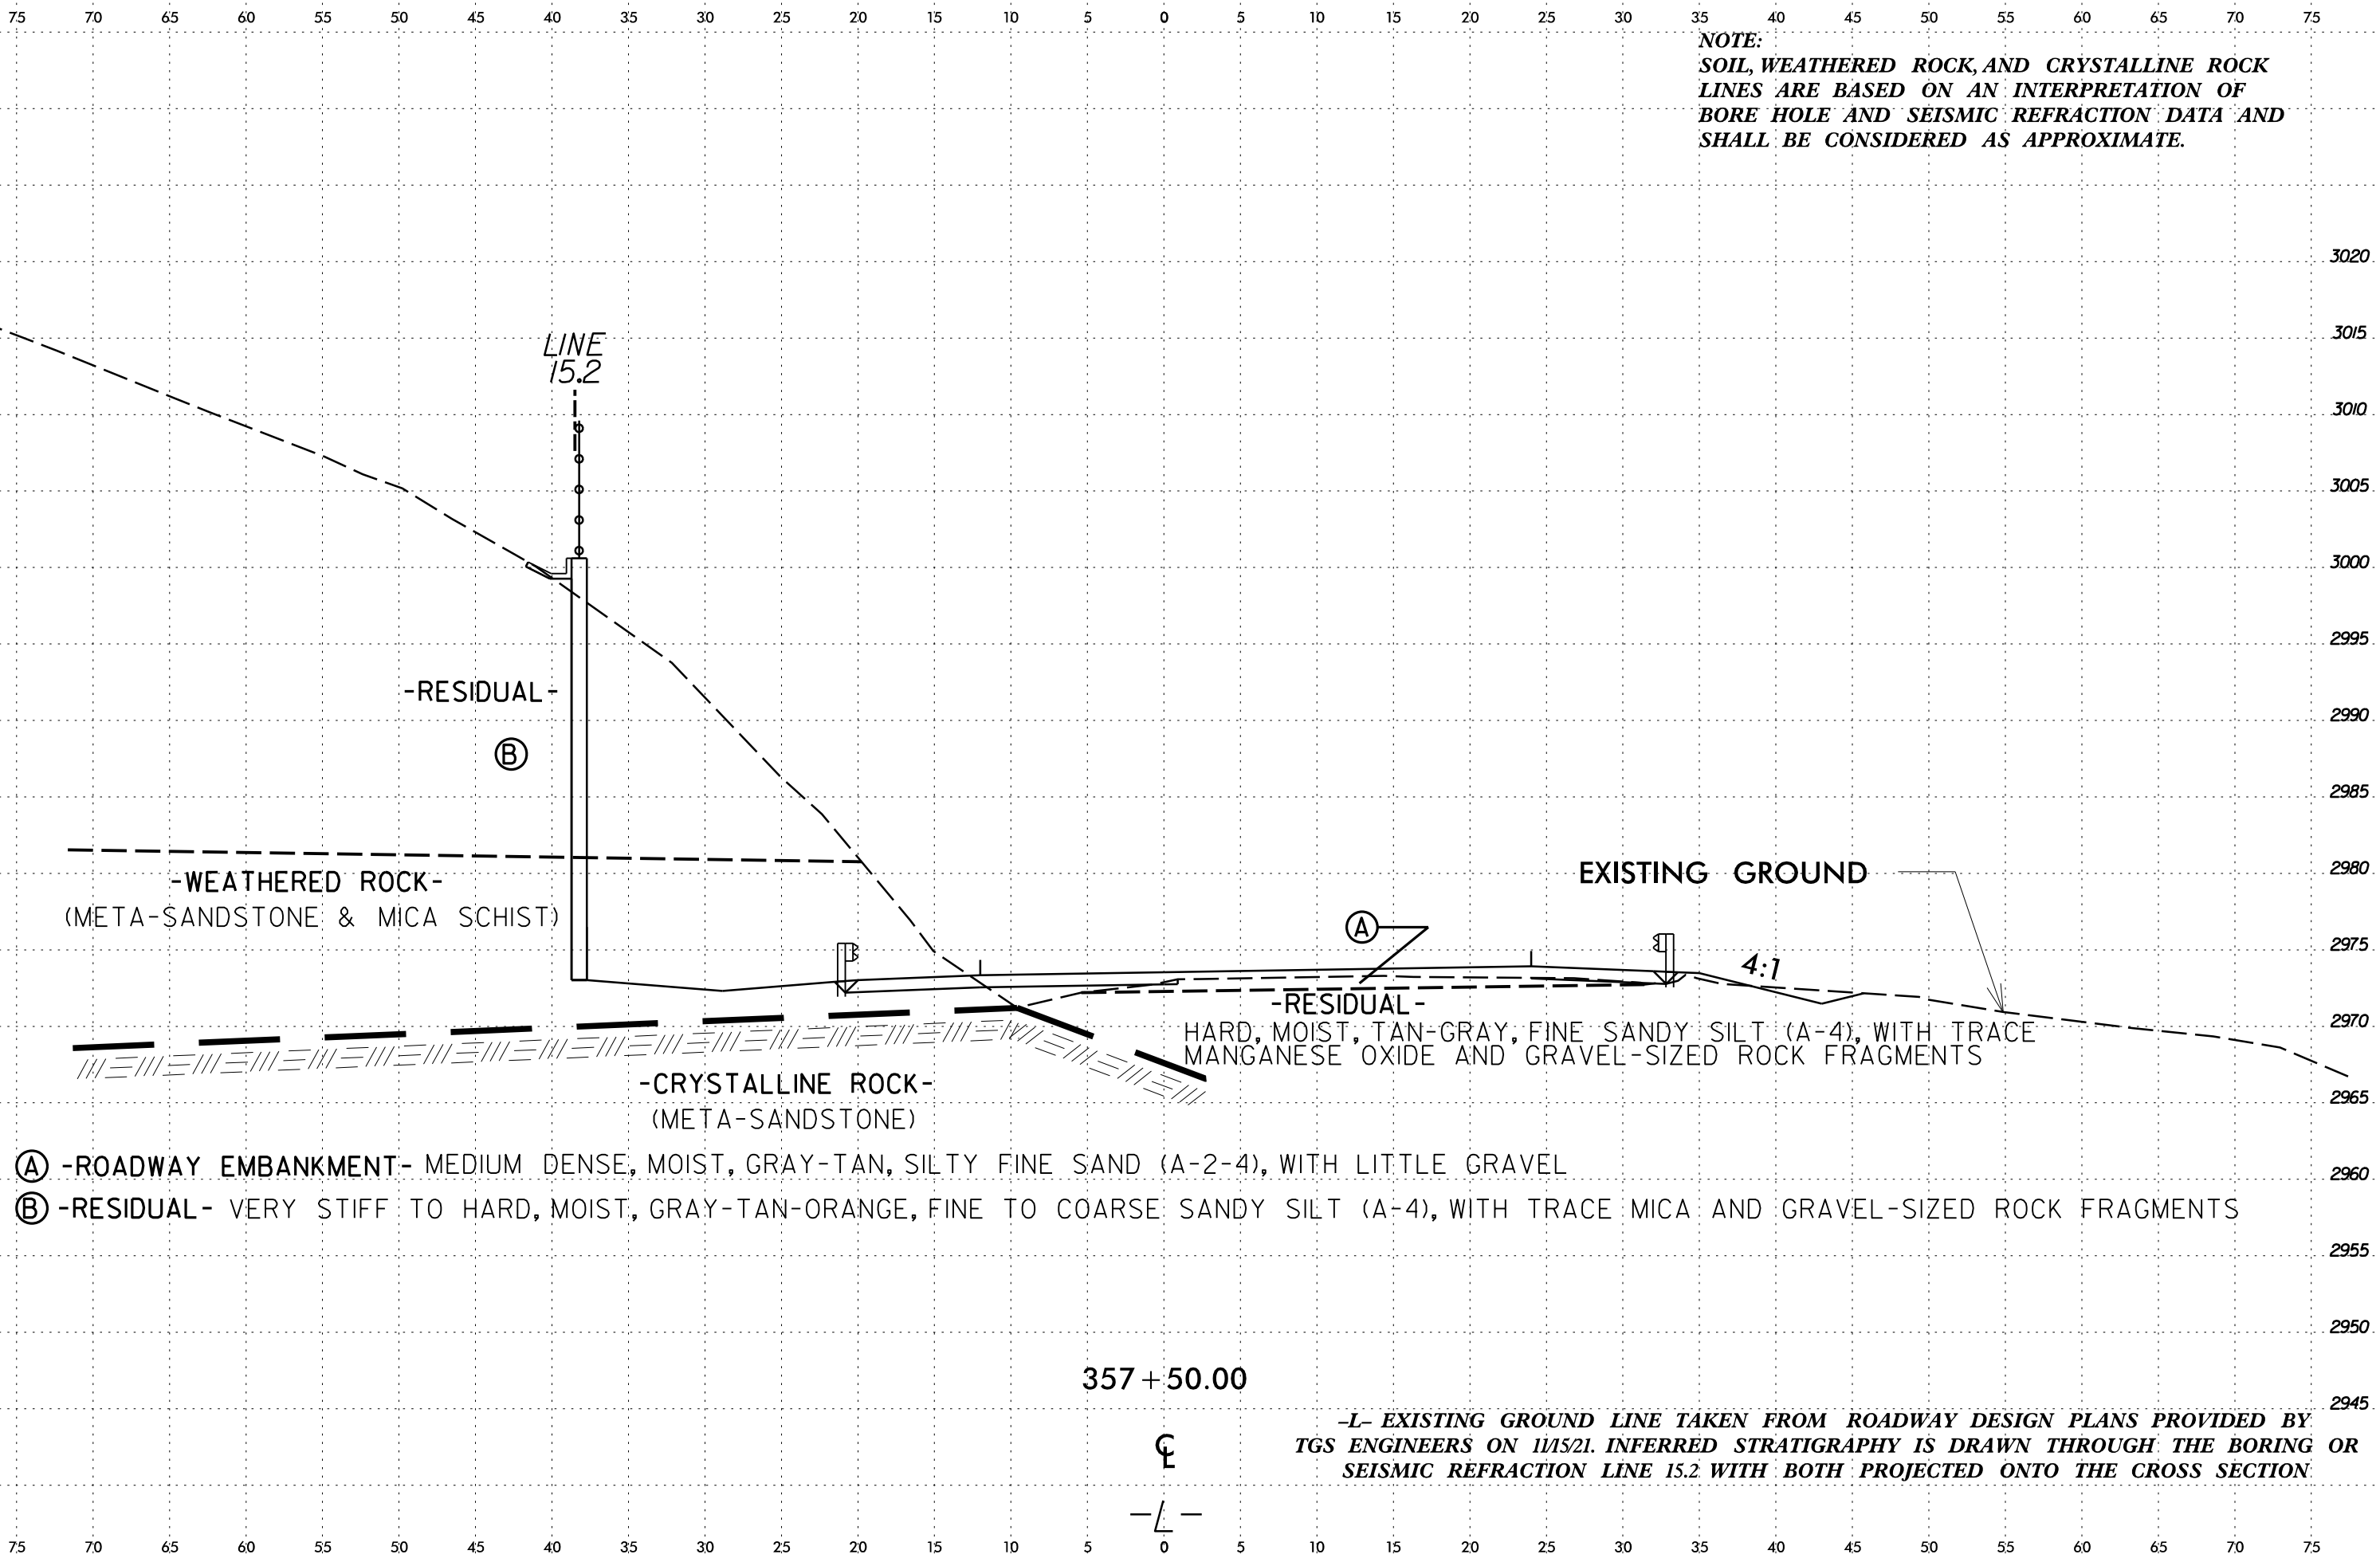 75 70 65 60 55 50 45 40 35 30 25 20 15 10 5 0 5 10 15 20 25 30 35 40 45 50 55 60 65 70 75
NOTE:
SOIL, WEATHERED ROCK, AND CRYSTALLINE ROCK
LINES ARE BASED ON AN INTERPRETATION OF
BORE HOLE AND SEISMIC REFRACTION DATA AND
SHALL BE CONSIDERED AS APPROXIMATE.
3020
3015
LINE
15.2
3010
3005
3000
2995
-RESIDUAL-
2990
B
2985
2980
EXISTING GROUND
-WEATHERED ROCK-
(META-SANDSTONE & MICA SCHIST)
A
2975
4:1
-RESIDUAL-
2970
HARD, MOIST, TAN-GRAY, FINE SANDY SILT (A-4), WITH TRACE
MANGANESE OXIDE AND GRAVEL-SIZED ROCK FRAGMENTS
-CRYSTALLINE ROCK-
2965
(META-SANDSTONE)
A -ROADWAY EMBANKMENT- MEDIUM DENSE, MOIST, GRAY-TAN, SILTY FINE SAND (A-2-4), WITH LITTLE GRAVEL
2960
B -RESIDUAL- VERY STIFF TO HARD, MOIST, GRAY-TAN-ORANGE, FINE TO COARSE SANDY SILT (A-4), WITH TRACE MICA AND GRAVEL-SIZED ROCK FRAGMENTS
2955
2950
357+50.00
2945
-L- EXISTING GROUND LINE TAKEN FROM ROADWAY DESIGN PLANS PROVIDED BY
TGS ENGINEERS ON 11/15/21. INFERRED STRATIGRAPHY IS DRAWN THROUGH THE BORING OR
SEISMIC REFRACTION LINE 15.2 WITH BOTH PROJECTED ONTO THE CROSS SECTION
℄
-L-
75 70 65 60 55 50 45 40 35 30 25 20 15 10 5 0 5 10 15 20 25 30 35 40 45 50 55 60 65 70 75